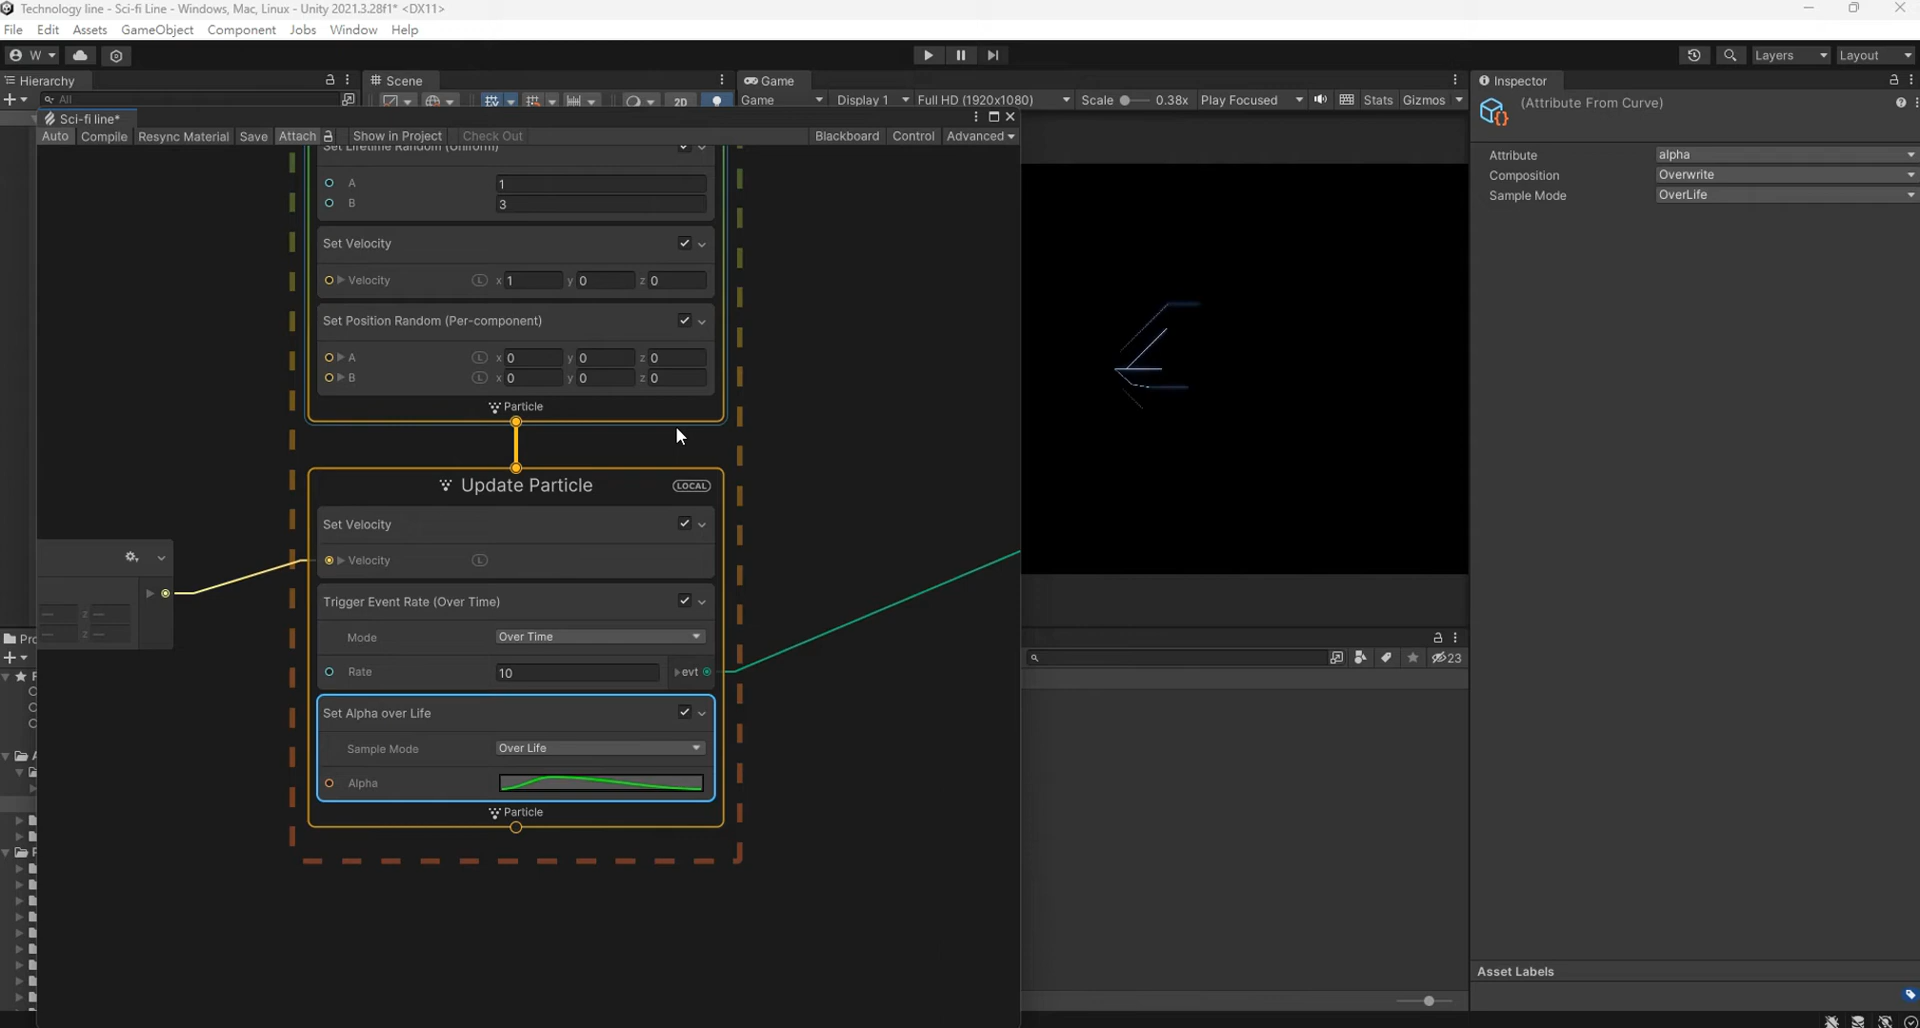 Technology line - Sci-fi Line - Windows, Mac, Linux - Unity 2021.3.28f1* <DX11>
File Edit Assets GameObject Component Jobs Window Help
W Layers Layout
Hierarchy Scene Game Inspector
All 2D Game Display 1 Full HD (1920x1080) Scale 0.38x Play Focused Stats Gizmos
(Attribute From Curve)
Sci-fi line*
Auto Compile Resync Material Save Attach Show in Project Check Out Blackboard Control Advanced
Set Lifetime Random (Uniform)
Attribute alpha
Composition Overwrite
Sample Mode OverLife
A 1
B 3
Set Velocity
Velocity L x 1 y 0 z 0
Set Position Random (Per-component)
A L x 0 y 0 z 0
B L x 0 y 0 z 0
Particle
Update Particle LOCAL
Set Velocity
Velocity L
Trigger Event Rate (Over Time)
z
z
Mode Over Time
Pro
23
Rate 10 evt
Set Alpha over Life
Sample Mode Over Life
Alpha
Particle
Asset Labels